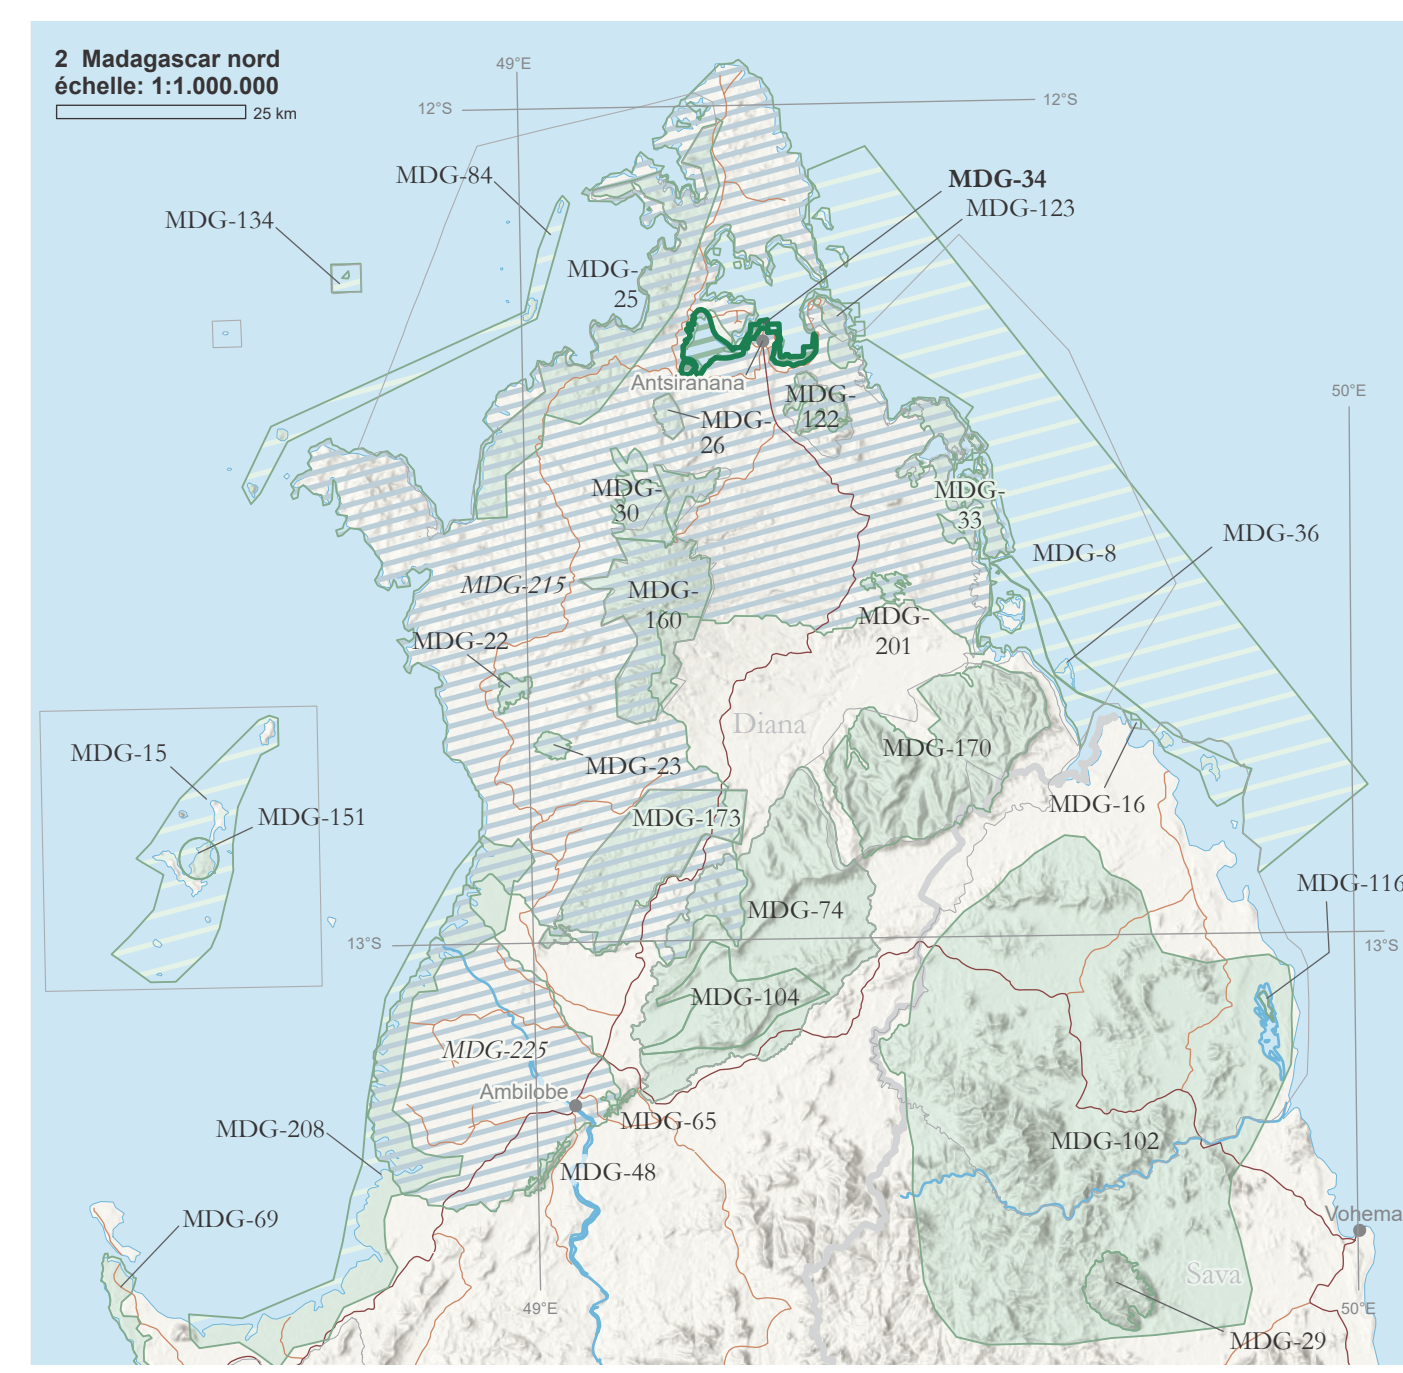 2 Madagascar nord
échelle: 1:1.000.000
25 km
49°E
12°S
12°S
MDG-84
MDG-34
MDG-123
MDG-134
MDG-
25
Antsiranana
MDG-
122
50°E
MDG-
26
MDG-
30
MDG-
33
MDG-36
MDG-8
MDG-215
MDG-
160
MDG-
201
MDG-22
Diana
MDG-170
MDG-15
MDG-23
MDG-16
MDG-151
MDG-173
MDG-116
MDG-74
13°S
13°S
MDG-104
MDG-225
Ambilobe
MDG-65
MDG-208
MDG-102
MDG-48
MDG-69
Vohema
Sava
49°E
50°E
MDG-29